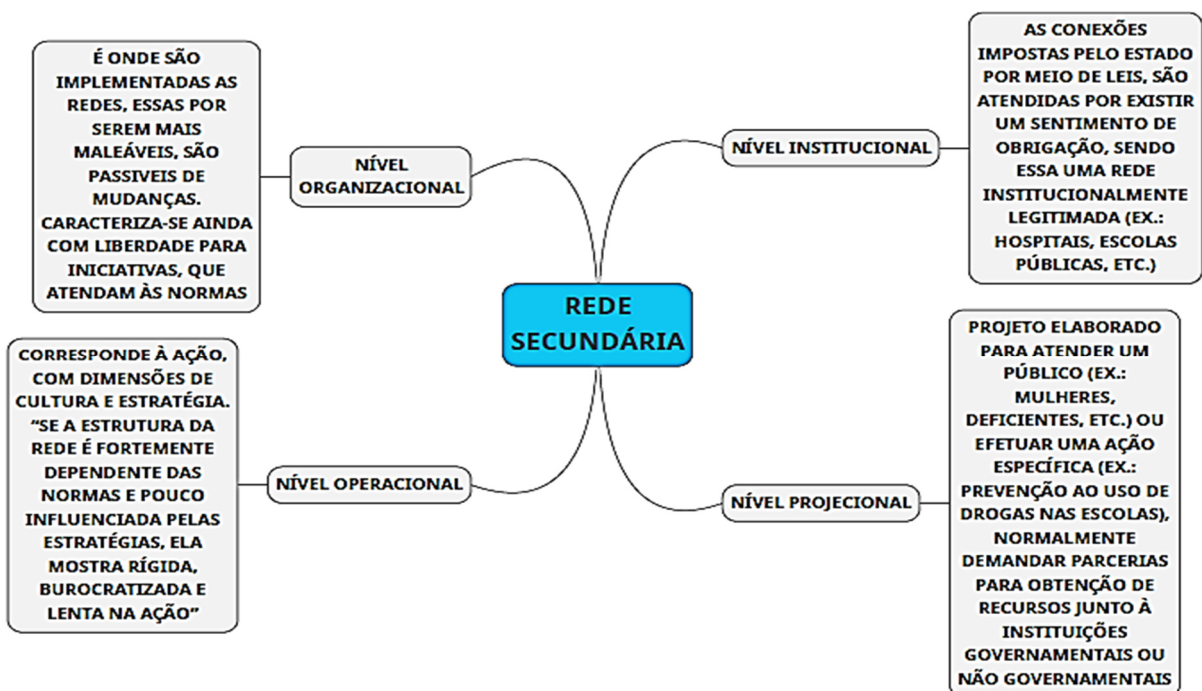 É ONDE SÃO
IMPLEMENTADAS AS
REDES, ESSAS POR
SEREM MAIS
MALEÁVEIS, SÃO
PASSIVEIS DE
MUDANÇAS.
CARACTERIZA-SE AINDA
COM LIBERDADE PARA
INICIATIVAS, QUE
ATENDAM ÀS NORMAS
NÍVEL
ORGANIZACIONAL
AS CONEXÕES
IMPOSTAS PELO ESTADO
POR MEIO DE LEIS, SÃO
ATENDIDAS POR EXISTIR
UM SENTIMENTO DE
OBRIGAÇÃO, SENDO
ESSA UMA REDE
INSTITUCIONALMENTE
LEGITIMADA (EX.:
HOSPITAIS, ESCOLAS
PÚBLICAS, ETC.)
NÍVEL INSTITUCIONAL
REDE
SECUNDÁRIA
CORRESPONDE À AÇÃO,
COM DIMENSÕES DE
CULTURA E ESTRATÉGIA.
“SE A ESTRUTURA DA
REDE É FORTEMENTE
DEPENDENTE DAS
NORMAS E POUCO
INFLUENCIADA PELAS
ESTRATÉGIAS, ELA
MOSTRA RÍGIDA,
BUROCRATIZADA E
LENTA NA AÇÃO”
NÍVEL OPERACIONAL
NÍVEL PROJECIONAL
PROJETO ELABORADO
PARA ATENDER UM
PÚBLICO (EX.:
MULHERES,
DEFICIENTES, ETC.) OU
EFETUAR UMA AÇÃO
ESPECÍFICA (EX.:
PREVENÇÃO AO USO DE
DROGAS NAS ESCOLAS),
NORMALMENTE
DEMANDAR PARCERIAS
PARA OBTENÇÃO DE
RECURSOS JUNTO À
INSTITUIÇÕES
GOVERNAMENTAIS OU
NÃO GOVERNAMENTAIS